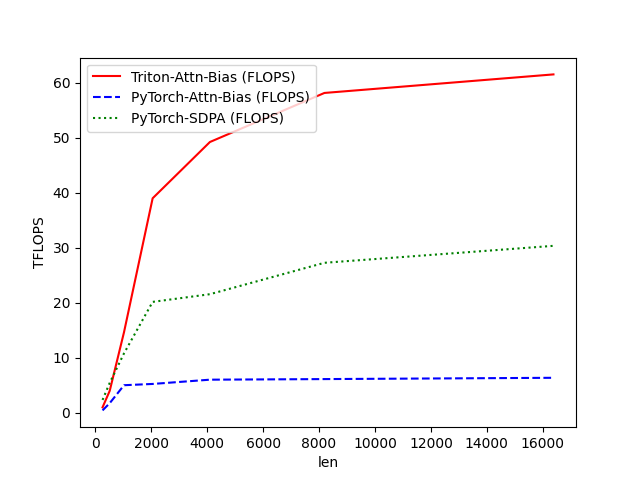 Triton-Attn-Bias (FLOPS)
PyTorch-Attn-Bias (FLOPS)
PyTorch-SDPA (FLOPS)
60
50
40
30
20
10
0
TFLOPS
0 2000 4000 6000 8000 10000 12000 14000 16000
len